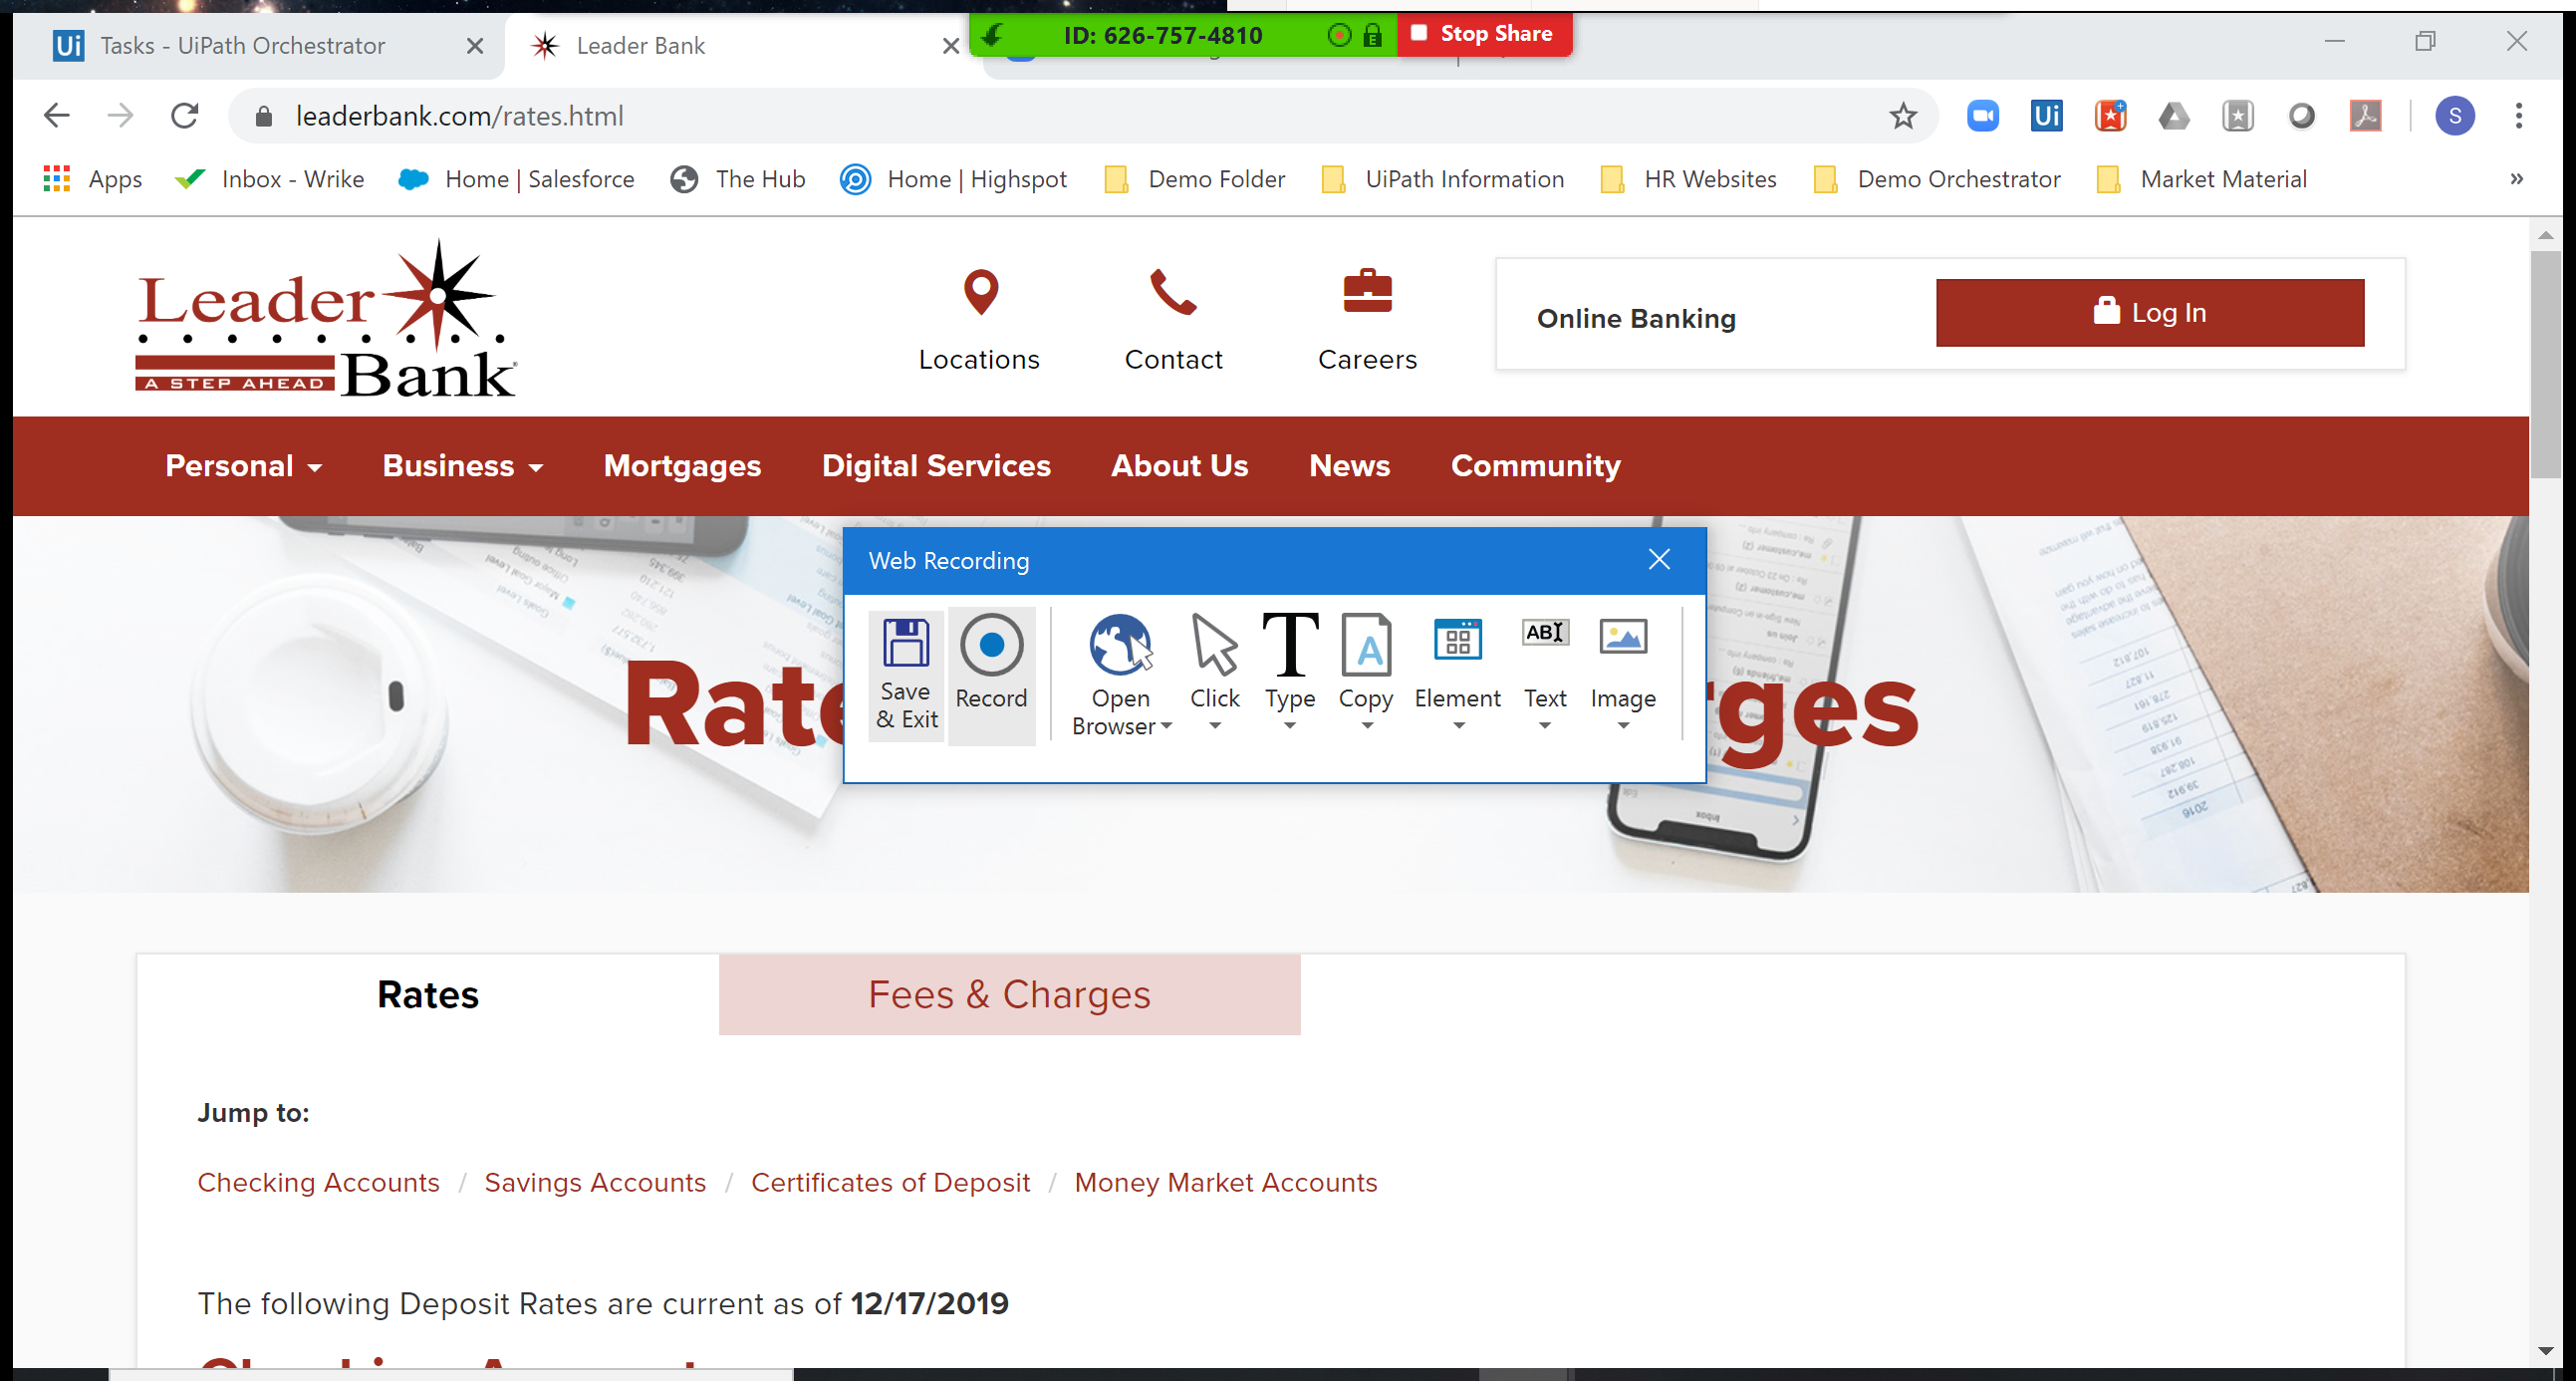 Tasks - UiPath Orchestrator
Leader Bank
ID: 626-757-4810
Stop Share
leaderbank.com/rates.html
Ui
S
Apps
Inbox - Wrike
Home | Salesforce
The Hub
Home | Highspot
Demo Folder
UiPath Information
HR Websites
Demo Orchestrator
Market Material
»
Leader
A STEP AHEAD Bank
Locations
Contact
Careers
Online Banking
Log In
Personal
Business
Mortgages
Digital Services
About Us
News
Community
Web Recording
Save & Exit
Record
Open Browser
Click
Type
Copy
Element
Text
Image
Rates
Fees & Charges
Jump to:
Checking Accounts / Savings Accounts / Certificates of Deposit / Money Market Accounts
The following Deposit Rates are current as of 12/17/2019